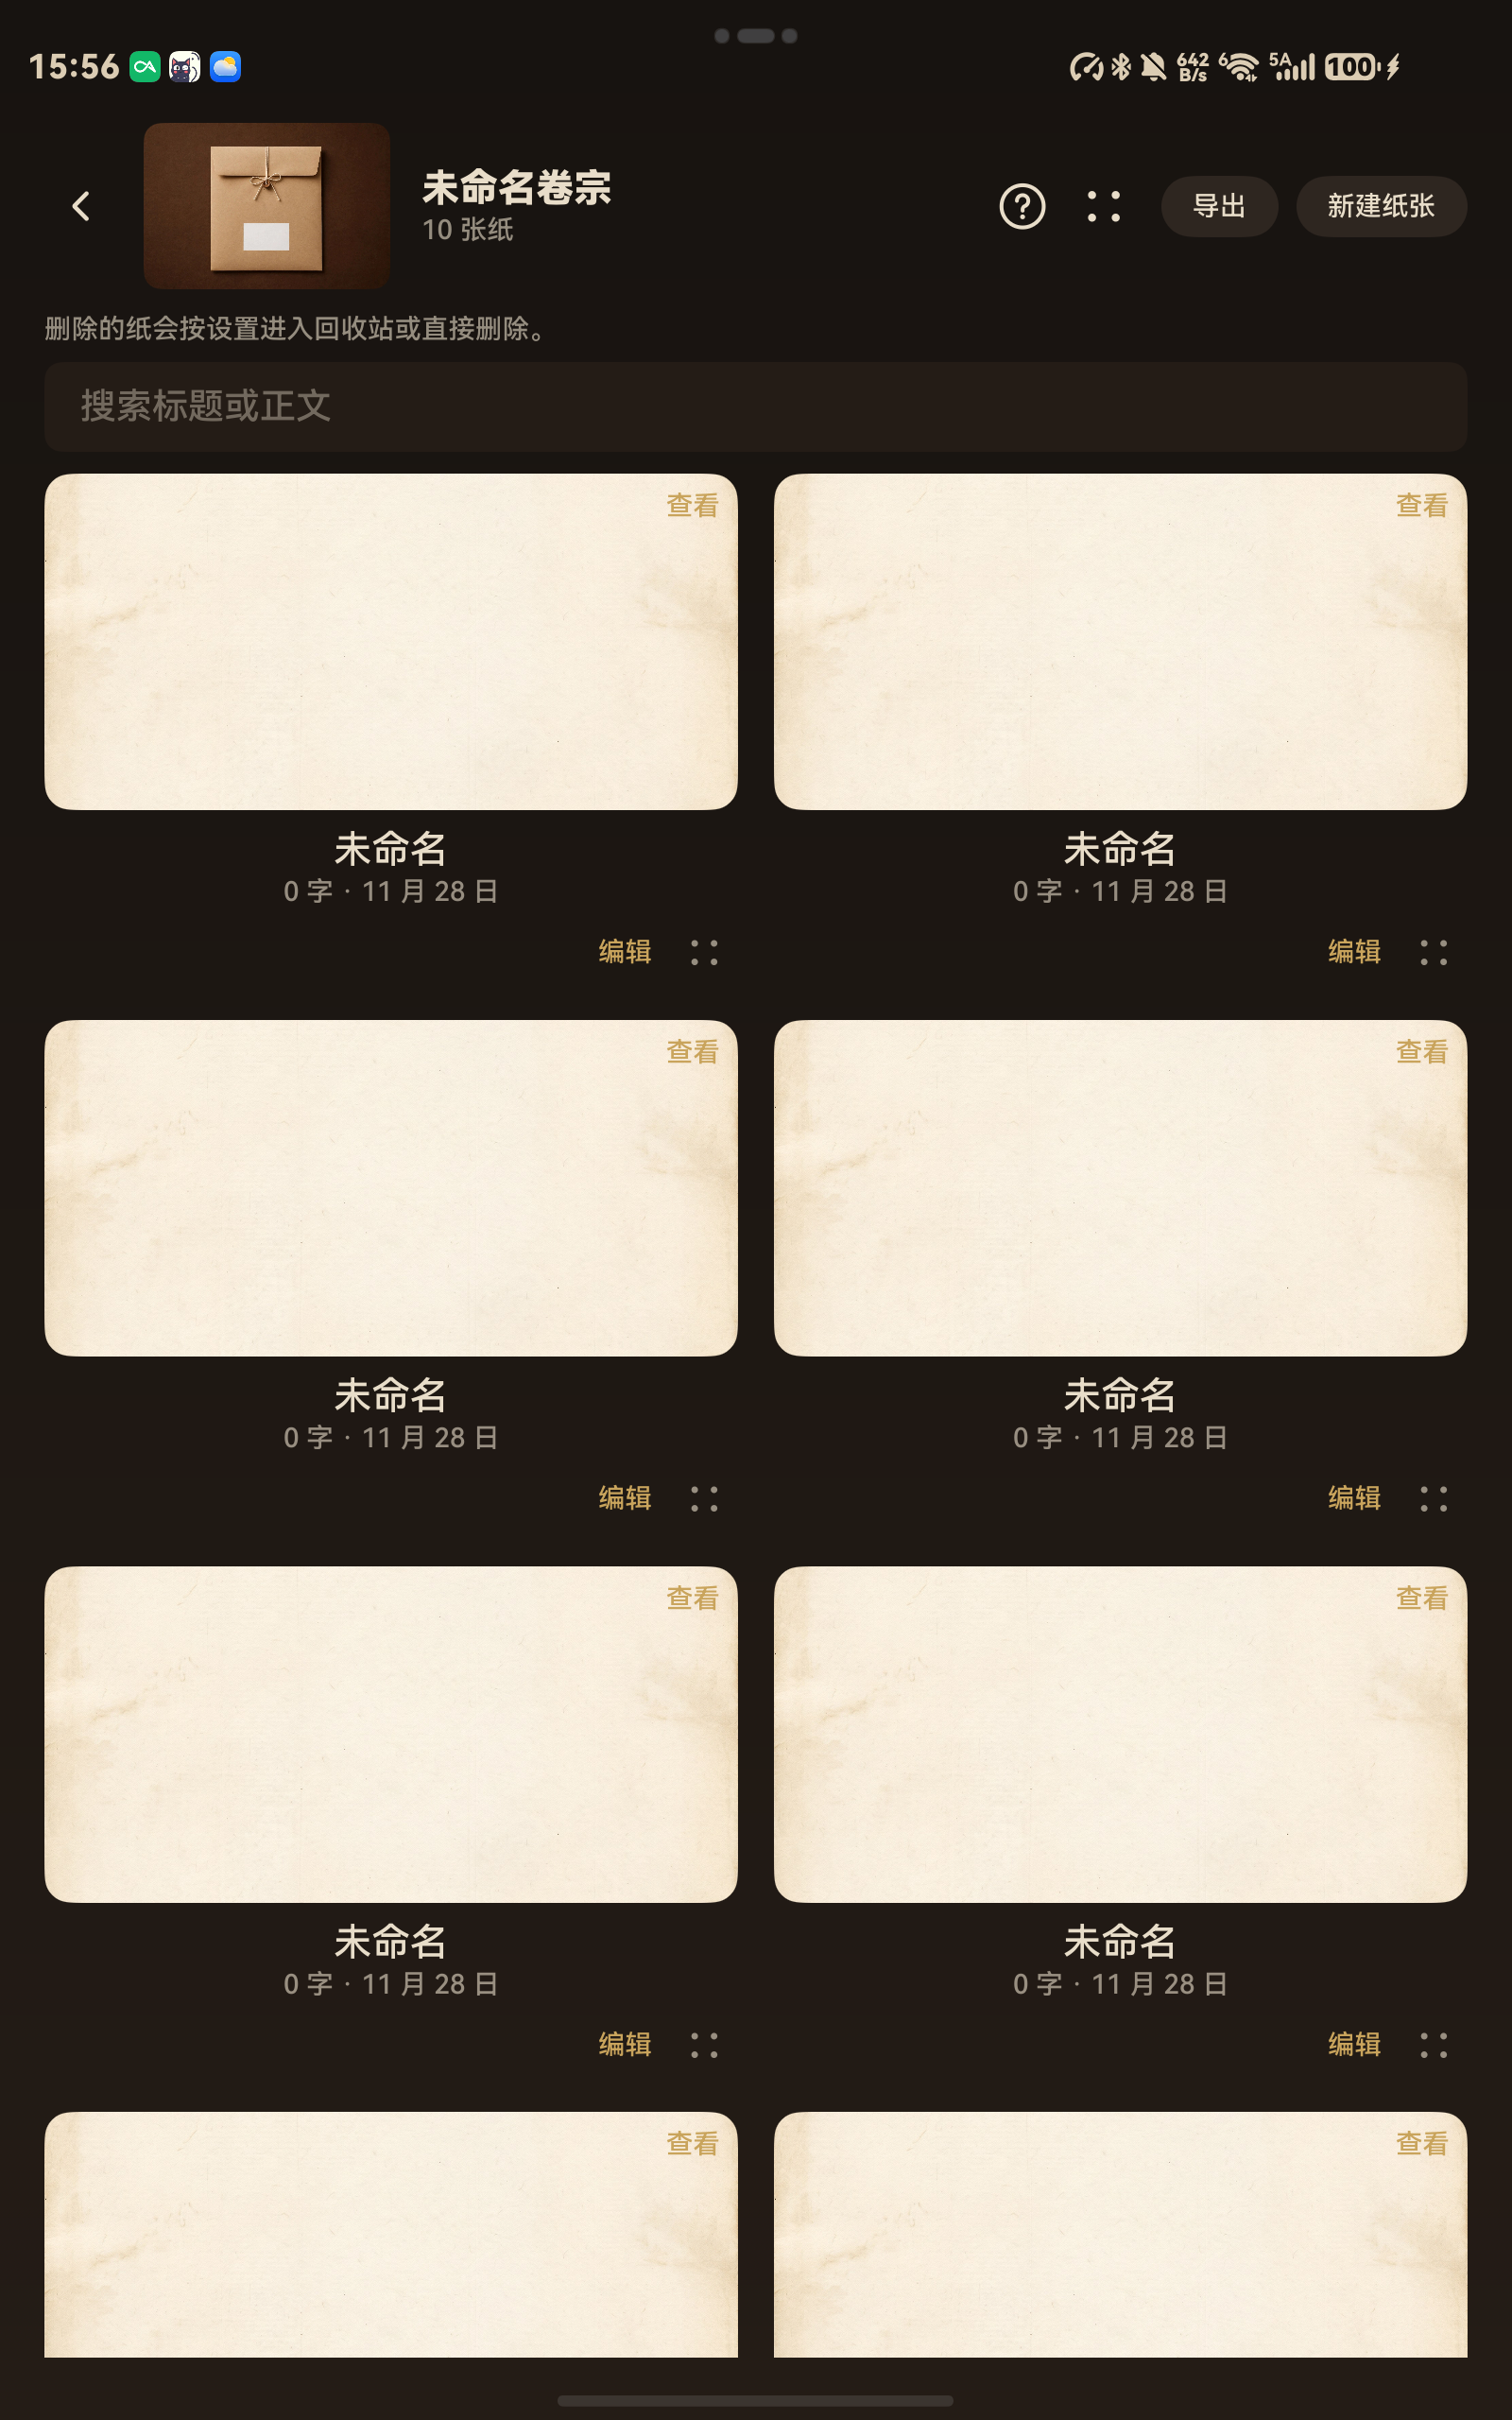 15:56
642 B/s
6
5A
100
未命名卷宗
10 张纸
导出
新建纸张
删除的纸会按设置进入回收站或直接删除。
搜索标题或正文
查看
查看
未命名
未命名
0 字 · 11 月 28 日
0 字 · 11 月 28 日
编辑
编辑
查看
查看
未命名
未命名
0 字 · 11 月 28 日
0 字 · 11 月 28 日
编辑
编辑
查看
查看
未命名
未命名
0 字 · 11 月 28 日
0 字 · 11 月 28 日
编辑
编辑
查看
查看